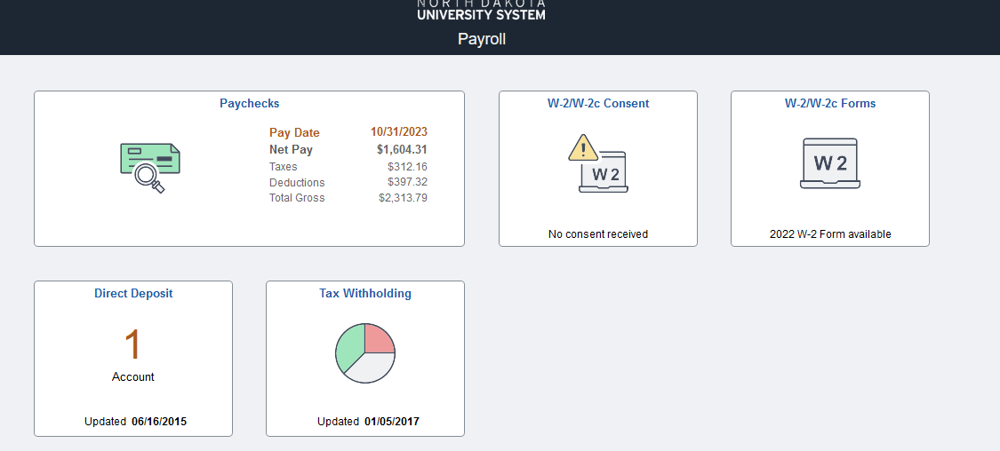 NORTH DAKOTA
UNIVERSITY SYSTEM
Payroll
Paychecks
Pay Date 10/31/2023
Net Pay $1,604.31
Taxes $312.16
Deductions $397.32
Total Gross $2,313.79
W-2/W-2c Consent
W 2
No consent received
W-2/W-2c Forms
W 2
2022 W-2 Form available
Direct Deposit
1
Account
Updated 06/16/2015
Tax Withholding
Updated 01/05/2017